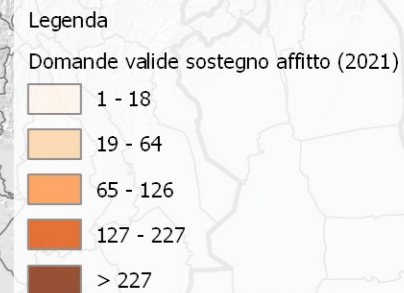 Legenda
Domande valide sostegno affitto (2021)
1 - 18
19 - 64
65 - 126
127 - 227
> 227